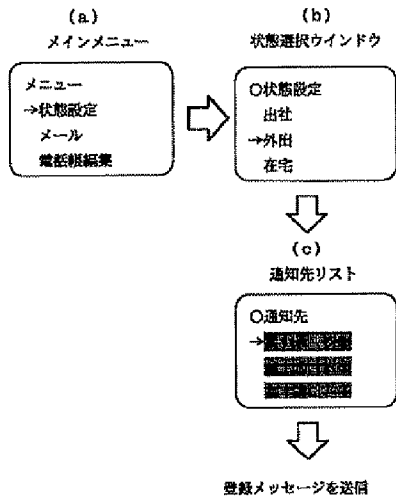 (a)
メインメニュー
メニュー
→状態設定
メール
電話帳編集
(b)
状態選択ウインドウ
○状態設定
出社
→外出
在宅
(c)
通知先リスト
○通知先
→
登録メッセージを送信